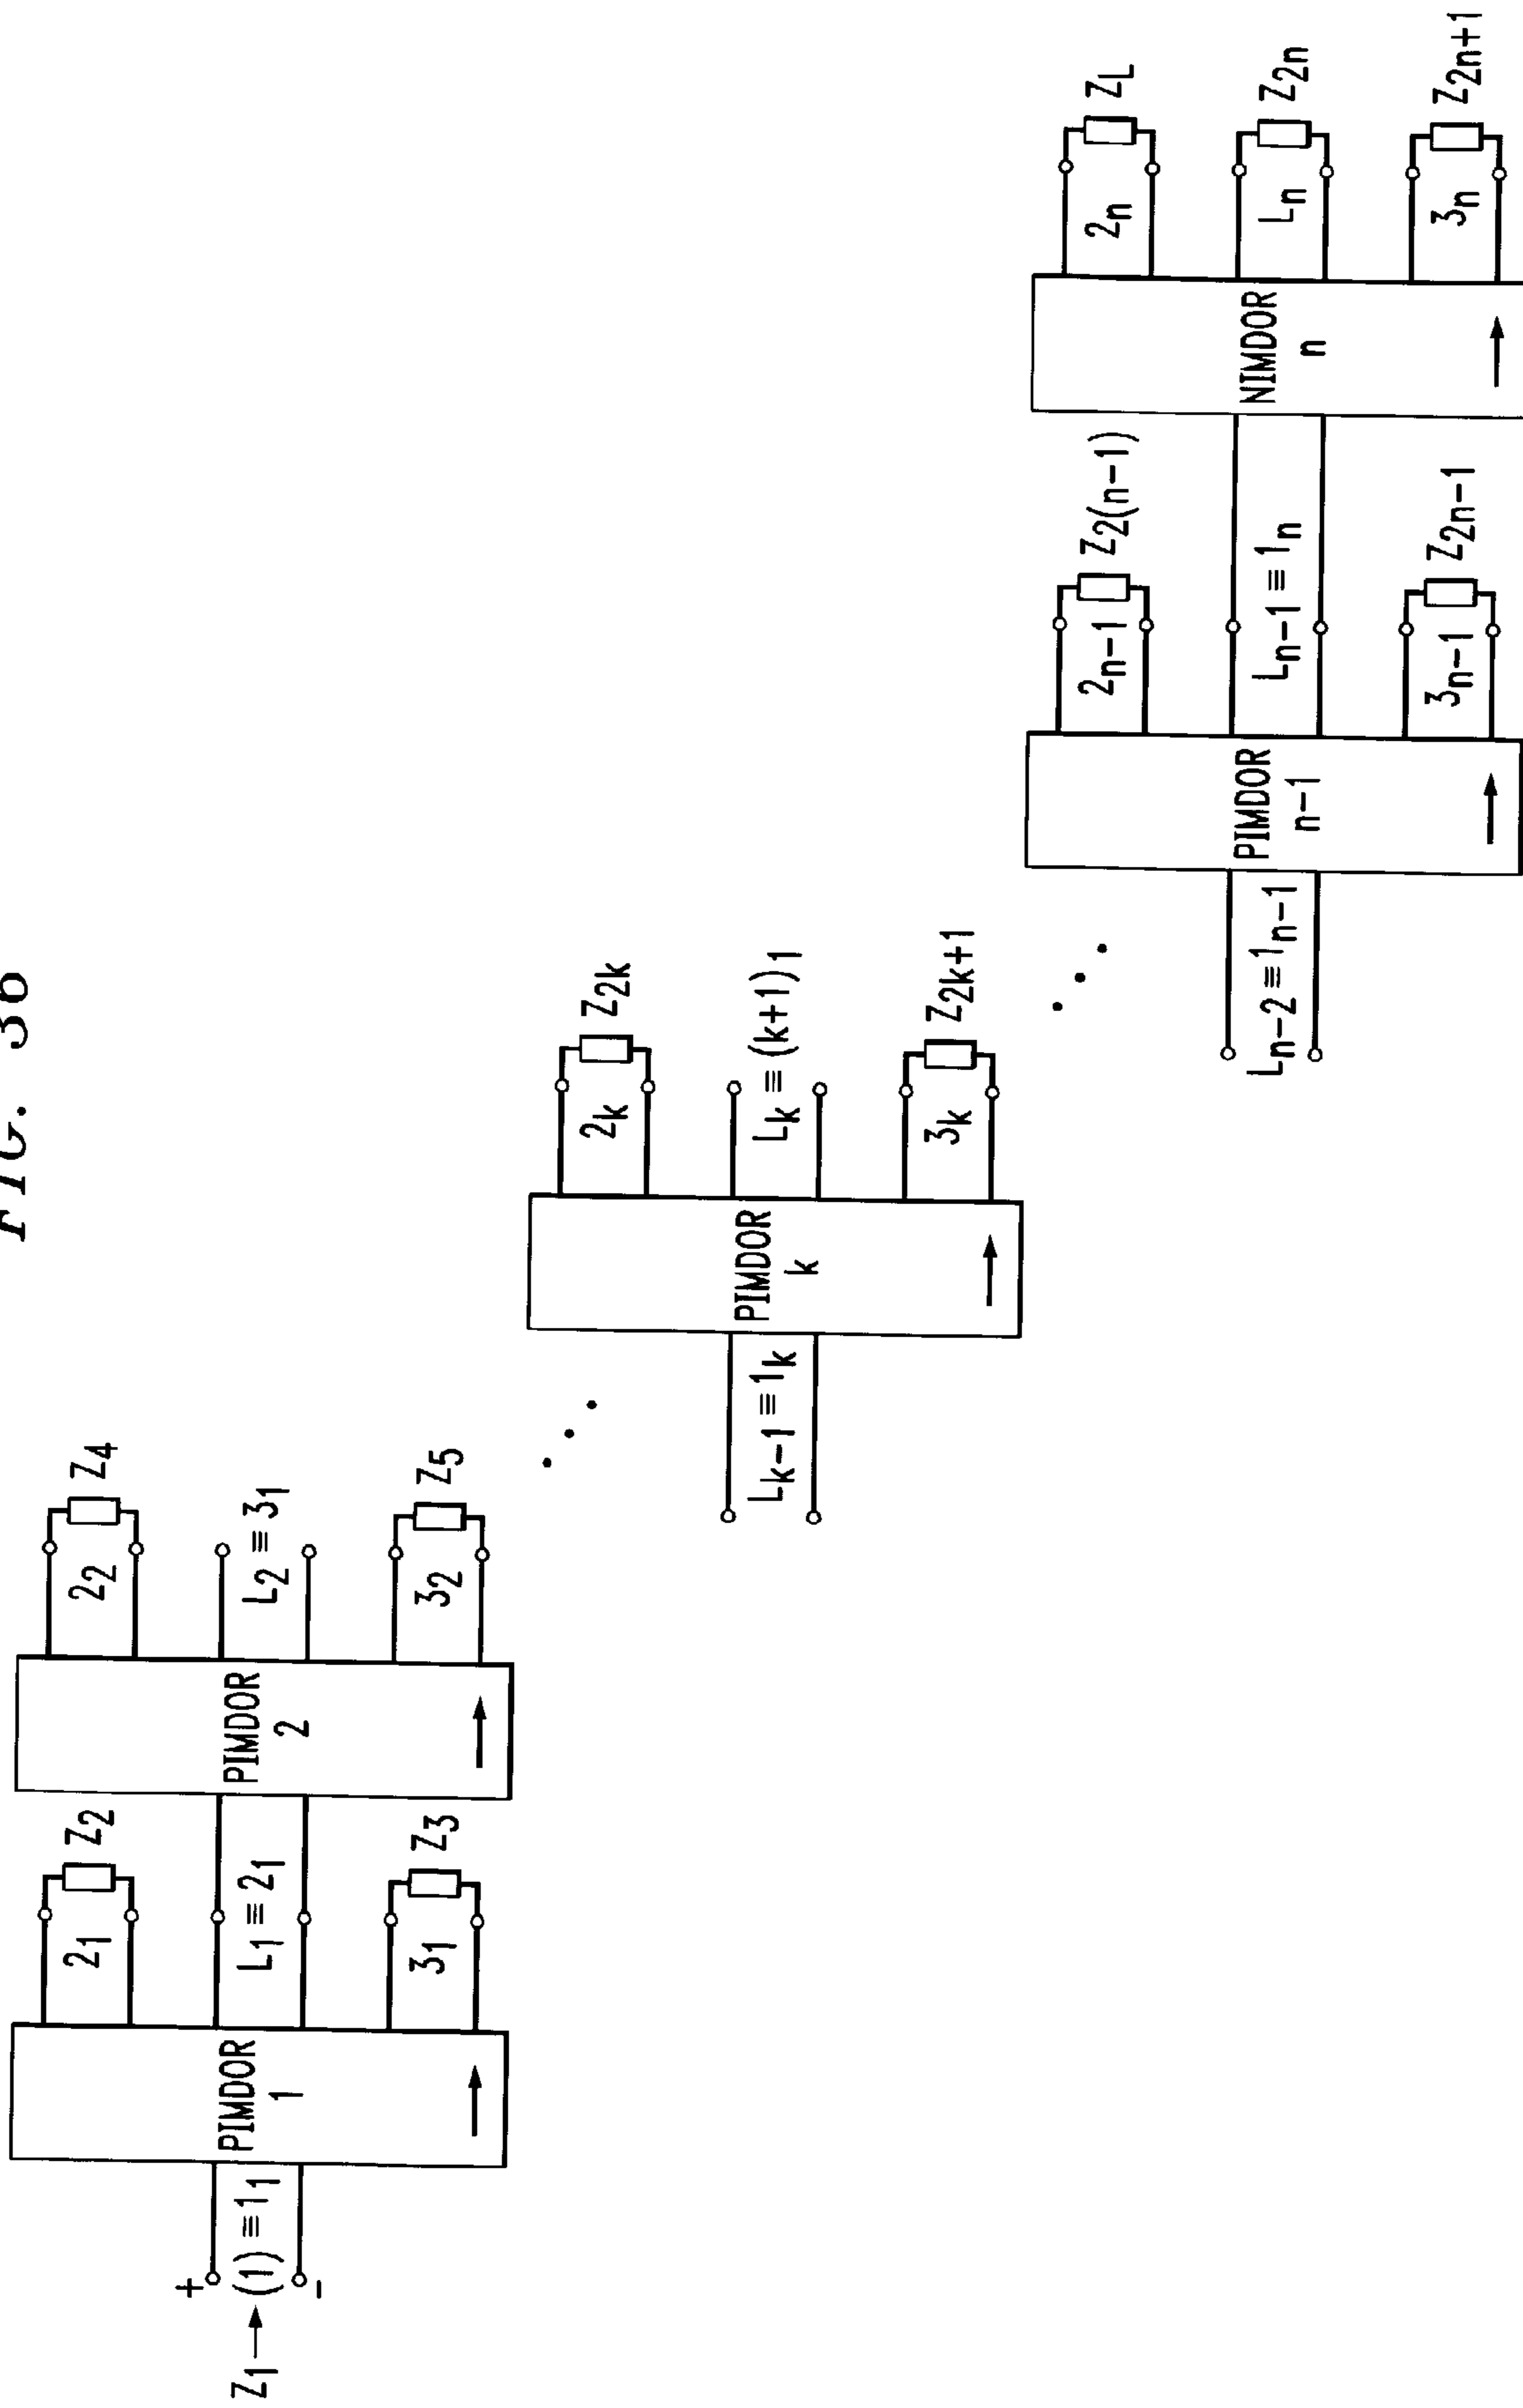 FIG. 36
Z1
+
(1) ≡ 11
-
PIMDOR
1
21
Z2
L1 ≡ 21
31
Z3
PIMDOR
2
22
Z4
L2 ≡ 31
32
Z5
Lk-1 ≡ 1k
PIMDOR
k
2k
Z2k
Lk ≡ (k+1)1
3k
Z2k+1
Ln-2 ≡ 1n-1
PIMDOR
n-1
2n-1
Z2(n-1)
Ln-1 ≡ 1n
3n-1
Z2n-1
NIMDOR
n
2n
ZL
Ln
Z2n
3n
Z2n+1